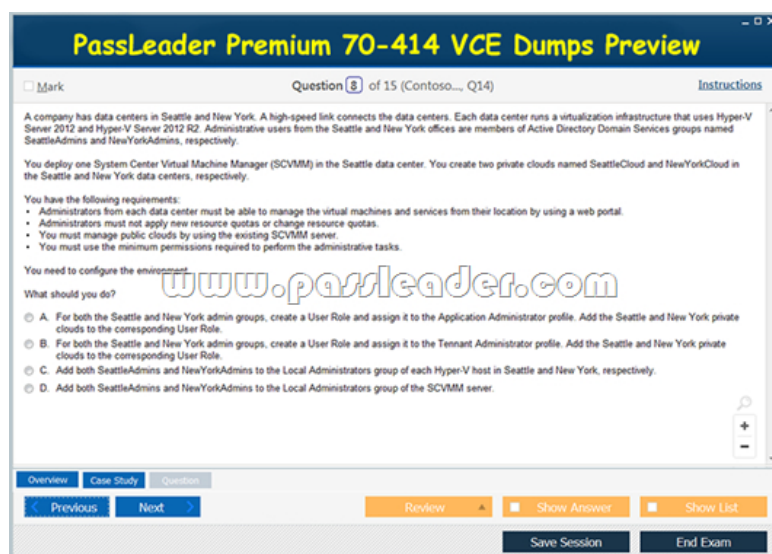 PassLeader Premium 70-414 VCE Dumps Preview
Mark
Question 8 of 15 (Contoso..., Q14)
Instructions
A company has data centers in Seattle and New York. A high-speed link connects the data centers. Each data center runs a virtualization infrastructure that uses Hyper-V
Server 2012 and Hyper-V Server 2012 R2. Administrative users from the Seattle and New York offices are members of Active Directory Domain Services groups named
SeattleAdmins and NewYorkAdmins, respectively.
You deploy one System Center Virtual Machine Manager (SCVMM) in the Seattle data center. You create two private clouds named SeattleCloud and NewYorkCloud in
the Seattle and New York data centers, respectively.
You have the following requirements:
• Administrators from each data center must be able to manage the virtual machines and services from their location by using a web portal.
• Administrators must not apply new resource quotas or change resource quotas.
• You must manage public clouds by using the existing SCVMM server.
• You must use the minimum permissions required to perform the administrative tasks.
You need to configure the environment.
www.passleader.com
What should you do?
A. For both the Seattle and New York admin groups, create a User Role and assign it to the Application Administrator profile. Add the Seattle and New York private
clouds to the corresponding User Role.
B. For both the Seattle and New York admin groups, create a User Role and assign it to the Tennant Administrator profile. Add the Seattle and New York private
clouds to the corresponding User Role.
C. Add both SeattleAdmins and NewYorkAdmins to the Local Administrators group of each Hyper-V host in Seattle and New York, respectively.
D. Add both SeattleAdmins and NewYorkAdmins to the Local Administrators group of the SCVMM server.
Overview
Case Study
Question
Previous
Next
Review
Show Answer
Show List
Save Session
End Exam